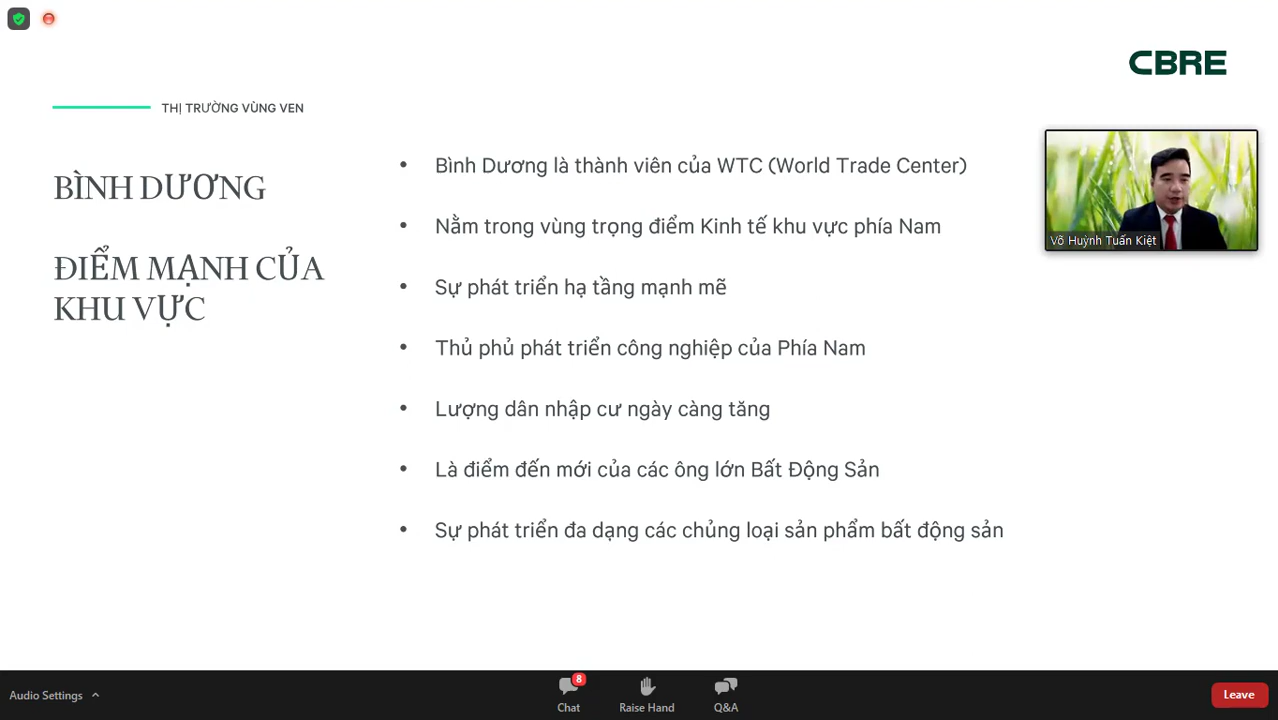 CBRE
THỊ TRƯỜNG VÙNG VEN
BÌNH DƯƠNG
ĐIỂM MẠNH CỦA
KHU VỰC
• Bình Dương là thành viên của WTC (World Trade Center)
• Nằm trong vùng trọng điểm Kinh tế khu vực phía Nam
• Sự phát triển hạ tầng mạnh mẽ
• Thủ phủ phát triển công nghiệp của Phía Nam
• Lượng dân nhập cư ngày càng tăng
• Là điểm đến mới của các ông lớn Bất Động Sản
• Sự phát triển đa dạng các chủng loại sản phẩm bất động sản
Võ Huỳnh Tuấn Kiệt
Audio Settings
8
Chat
Raise Hand
Q&A
Leave